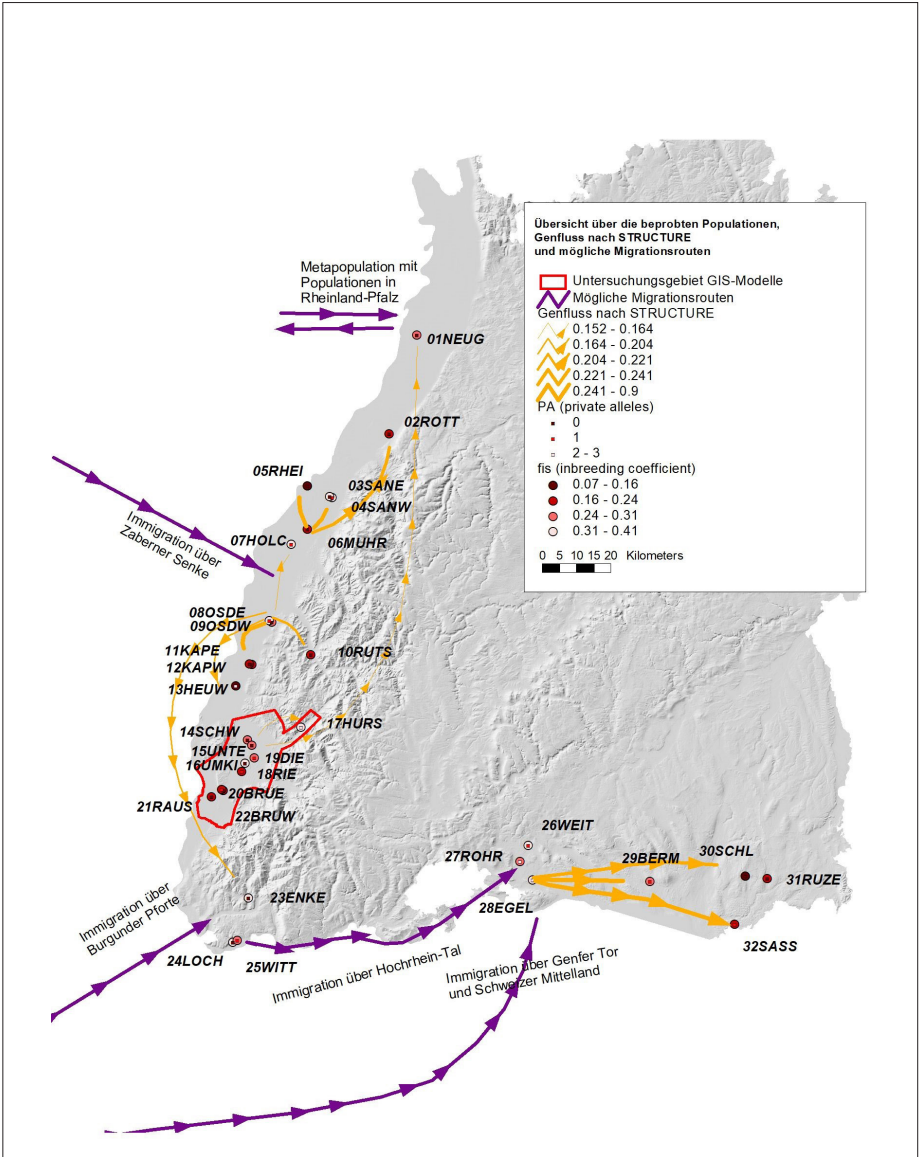 Übersicht über die beprobten Populationen,
Genfluss nach STRUCTURE
und mögliche Migrationsrouten
Untersuchungsgebiet GIS-Modelle
Mögliche Migrationsrouten
Genfluss nach STRUCTURE
0.152 - 0.164
0.164 - 0.204
0.204 - 0.221
0.221 - 0.241
0.241 - 0.9
PA (private alleles)
0
1
2 - 3
fis (inbreeding coefficient)
0.07 - 0.16
0.16 - 0.24
0.24 - 0.31
0.31 - 0.41
0 5 10 15 20 Kilometers
Metapopulation mit
Populationen in
Rheinland-Pfalz
01NEUG
02ROTT
05RHEI
03SANE
04SANW
06MUHR
07HOLC
Immigration über
Zaberner Senke
08OSDE
09OSDW
10RUTS
11KAPE
12KAPW
13HEUW
17HURS
14SCHW
15UNTE
16UMKI
19DIE
18RIE
20BRUE
21RAUS
22BRUW
26WEIT
27ROHR
29BERM
30SCHL
31RUZE
28EGEL
32SASS
23ENKE
Immigration über
Burgunder Pforte
24LOCH
25WITT
Immigration über Hochrhein-Tal
Immigration über Genfer Tor
und Schweizer Mittelland